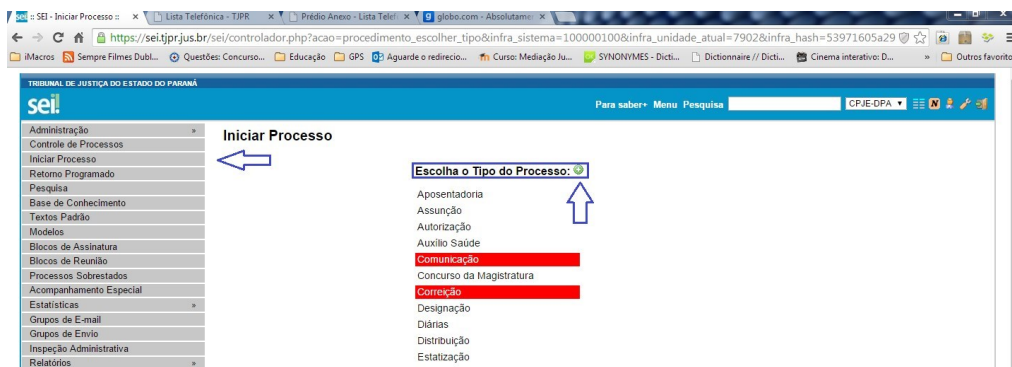 :: SEI - Iniciar Processo :: × Lista Telefônica - TJPR × Prédio Anexo - Lista Telef × globo.com - Absolutame ×
https://sei.tjpr.jus.br/sei/controlador.php?acao=procedimento_escolher_tipo&infra_sistema=100000100&infra_unidade_atual=7902&infra_hash=53971605a29
iMacros Sempre Filmes Dubl... Questões: Concurso... Educação GPS Aguarde o redirecio... Curso: Mediação Ju... SYNONYMES - Dicti... Dictionnaire // Dicti... Cinema interativo: D... » Outros favorito
TRIBUNAL DE JUSTIÇA DO ESTADO DO PARANÁ
sei! Para saber+ Menu Pesquisa CPJE-DPA
Administração »
Iniciar Processo
Controle de Processos
Iniciar Processo
Retorno Programado
Pesquisa
Base de Conhecimento
Textos Padrão
Modelos
Blocos de Assinatura
Blocos de Reunião
Processos Sobrestados
Acompanhamento Especial
Estatísticas »
Grupos de E-mail
Grupos de Envio
Inspeção Administrativa
Relatórios »
Escolha o Tipo do Processo:
Aposentadoria
Assunção
Autorização
Auxílio Saúde
Comunicação
Concurso da Magistratura
Correição
Designação
Diárias
Distribuição
Estatização